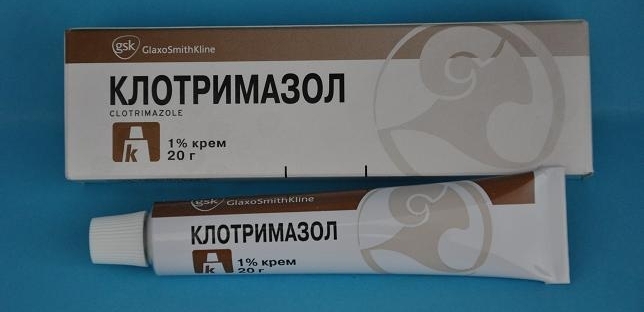 gsk GlaxoSmithKline
КЛОТРИМАЗОЛ
CLOTRIMAZOLE
k
1% крем
20 г
gsk GlaxoSmithKline
КЛОТРИМАЗОЛ
k
1% крем
20 г